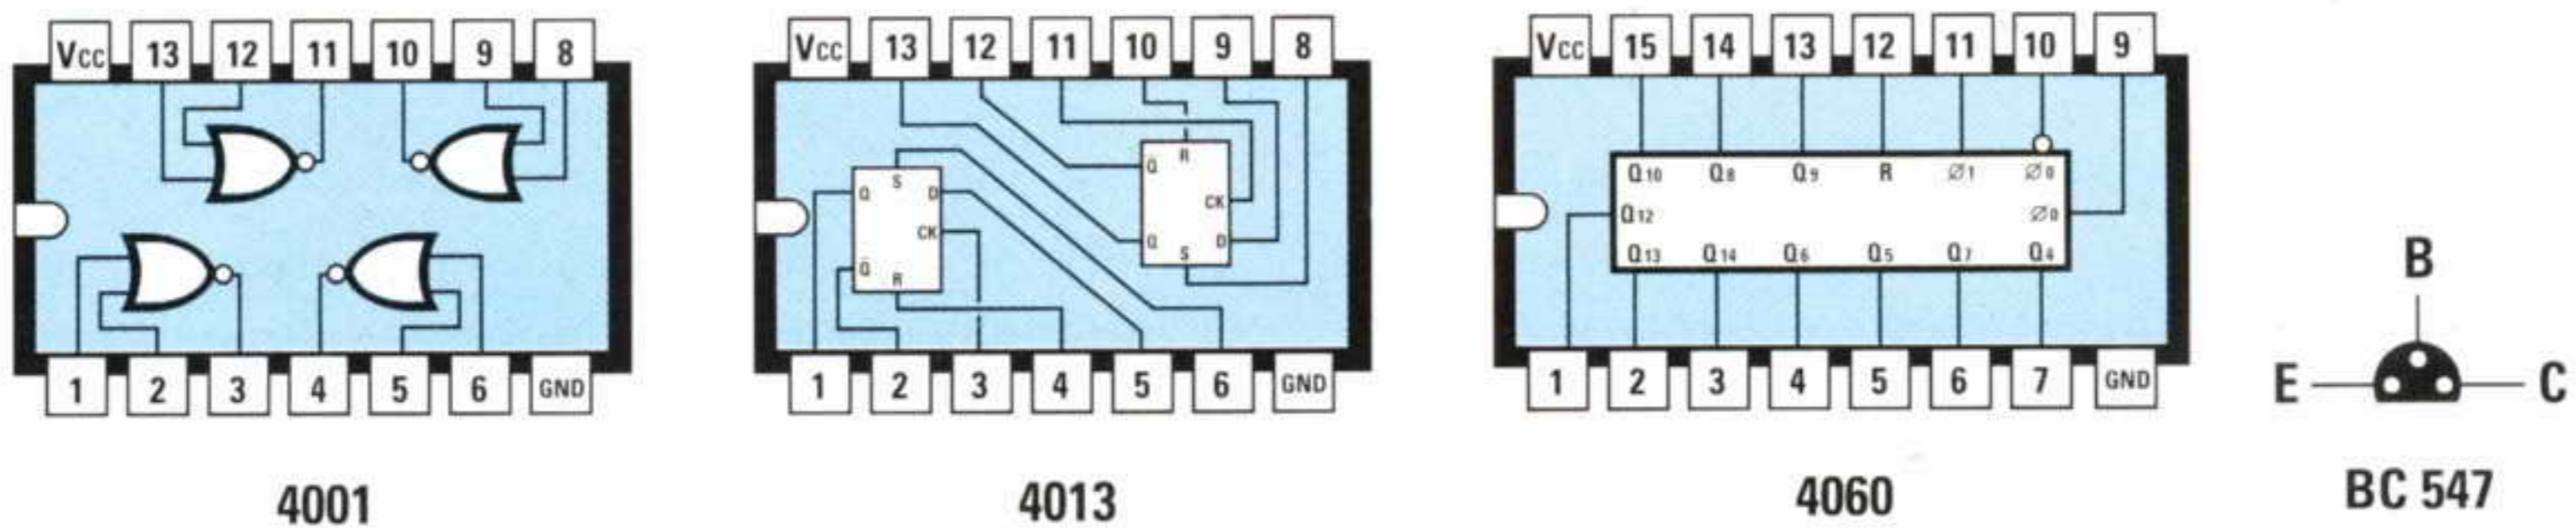 Vcc 13 12 11 10 9 8
1 2 3 4 5 6 GND
4001
Vcc 13 12 11 10 9 8
Q R CK Q S D
Q S D CK Q̄ R
1 2 3 4 5 6 GND
4013
Vcc 15 14 13 12 11 10 9
Q10 Q8 Q9 R Ø1 Ø0
Q12 Ø0
Q13 Q14 Q6 Q5 Q7 Q4
1 2 3 4 5 6 7 GND
4060
B
E C
BC 547